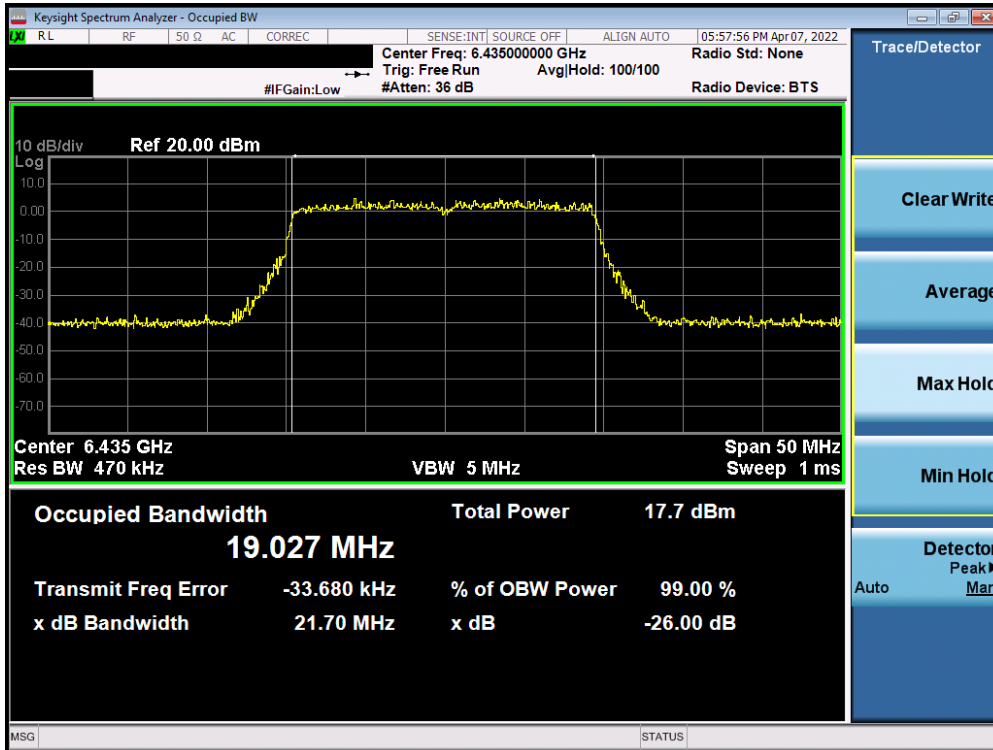 Keysight Spectrum Analyzer - Occupied BW
LXI RL RF 50 Ω AC CORREC SENSE:INT SOURCE OFF ALIGN AUTO 05:57:56 PM Apr 07, 2022
Center Freq: 6.435000000 GHz Radio Std: None
Trig: Free Run Avg|Hold: 100/100
#IFGain:Low #Atten: 36 dB Radio Device: BTS
10 dB/div Ref 20.00 dBm
Log
10.0
0.00
-10.0
-20.0
-30.0
-40.0
-50.0
-60.0
-70.0
Center 6.435 GHz Span 50 MHz
Res BW 470 kHz VBW 5 MHz Sweep 1 ms
Occupied Bandwidth Total Power 17.7 dBm
19.027 MHz
Transmit Freq Error -33.680 kHz % of OBW Power 99.00 %
x dB Bandwidth 21.70 MHz x dB -26.00 dB
Trace/Detector
Clear Write
Average
Max Hold
Min Hold
Detector
Peak
Auto Man
MSG STATUS